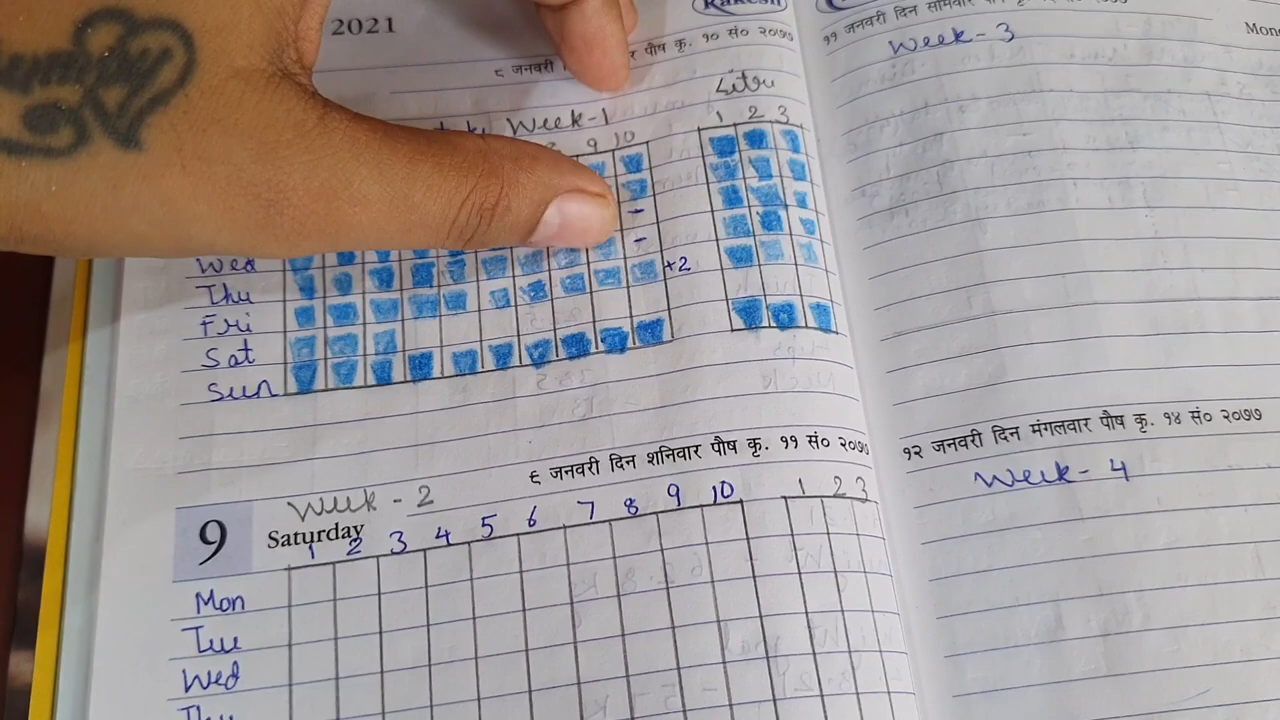 2021
Rakesh
८ जनवरी
र पौष कृ. १० सं० २०७७
Week-1
Litre
9 10
1 2 3
-
-
Wed
+2
Thu
Fri
Sat
Sun
९ जनवरी दिन शनिवार पौष कृ. ११ सं० २०७७
Week - 2
9
Saturday
1 2 3 4 5 6 7 8 9 10
1 2 3
Mon
Tue
Wed
Thu
११ जनवरी दिन सोमवार
Mon
Week - 3
१२ जनवरी दिन मंगलवार पौष कृ. १४ सं० २०७७
Week - 4